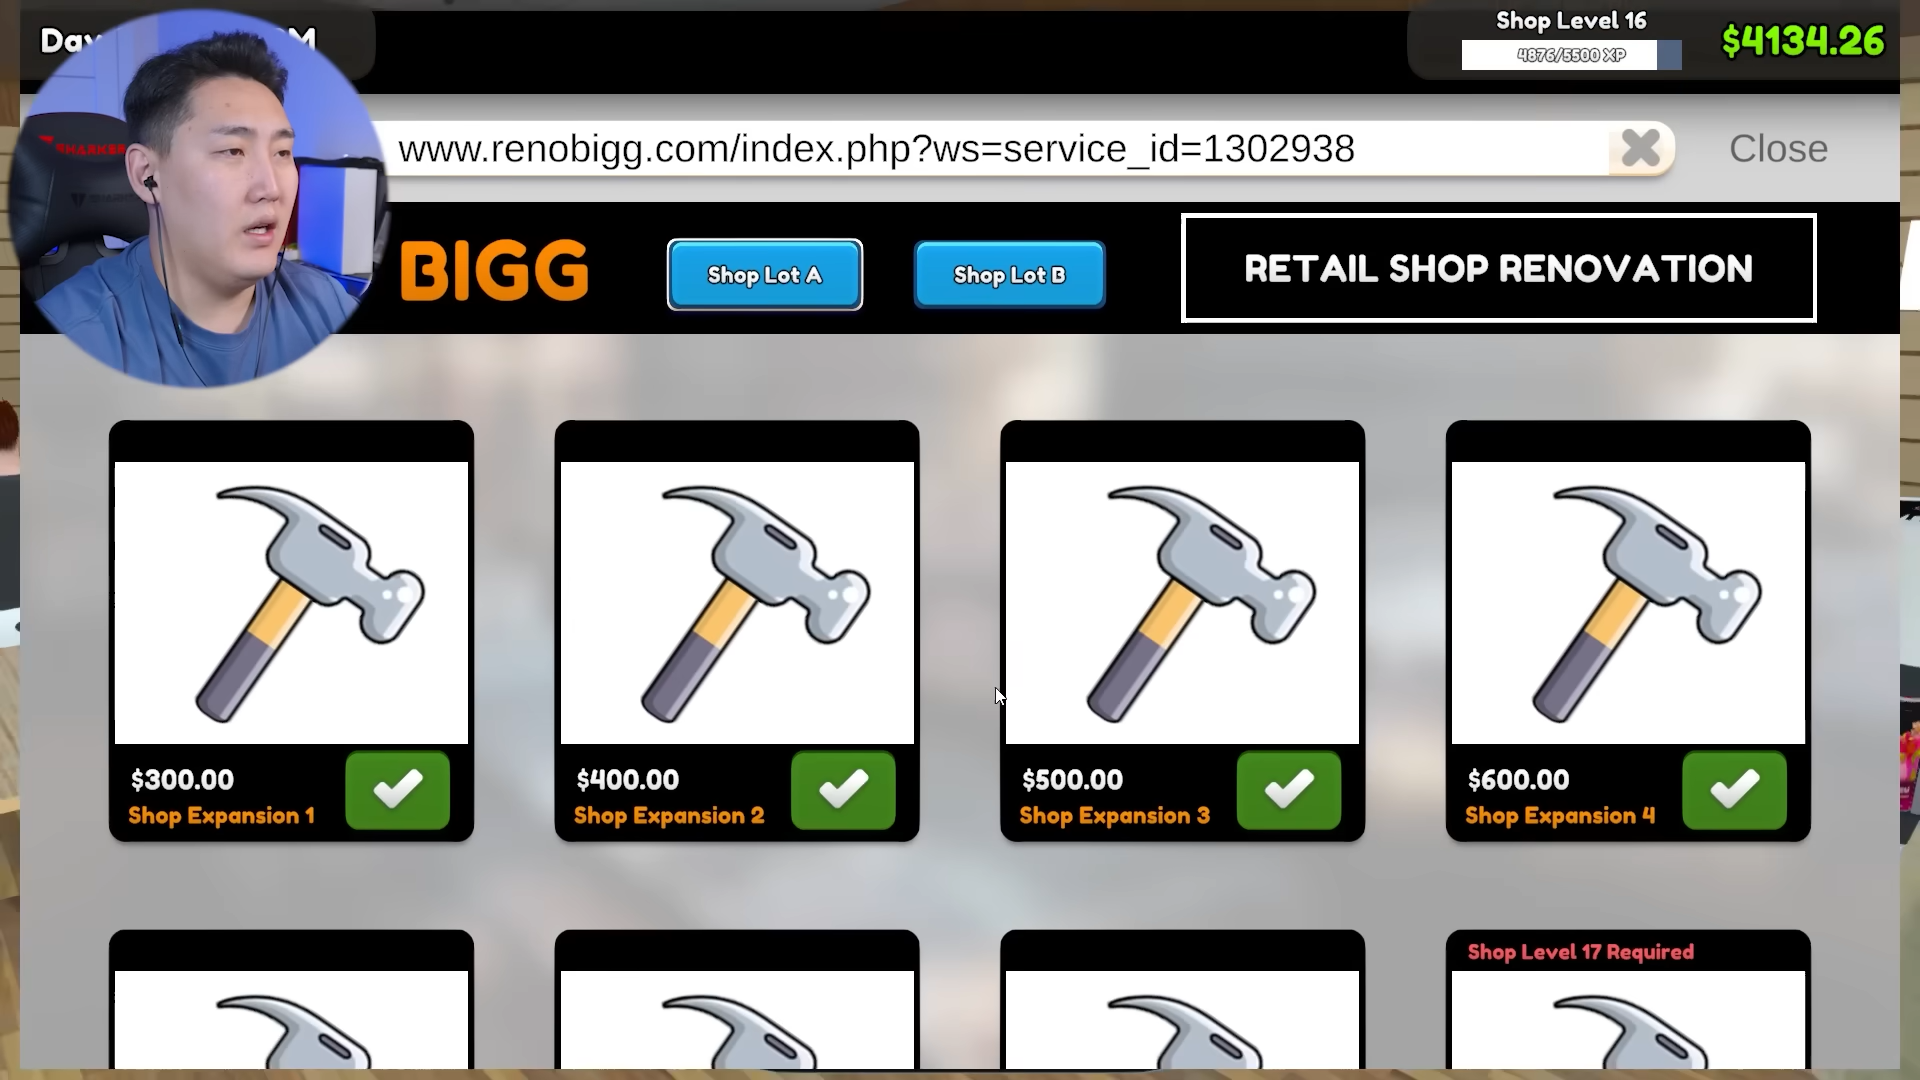 Day
M
Shop Level 16
4876/5500 XP
$4134.26
www.renobigg.com/index.php?ws=service_id=1302938
Close
BIGG
Shop Lot A
Shop Lot B
RETAIL SHOP RENOVATION
$300.00
Shop Expansion 1
$400.00
Shop Expansion 2
$500.00
Shop Expansion 3
$600.00
Shop Expansion 4
Shop Level 17 Required